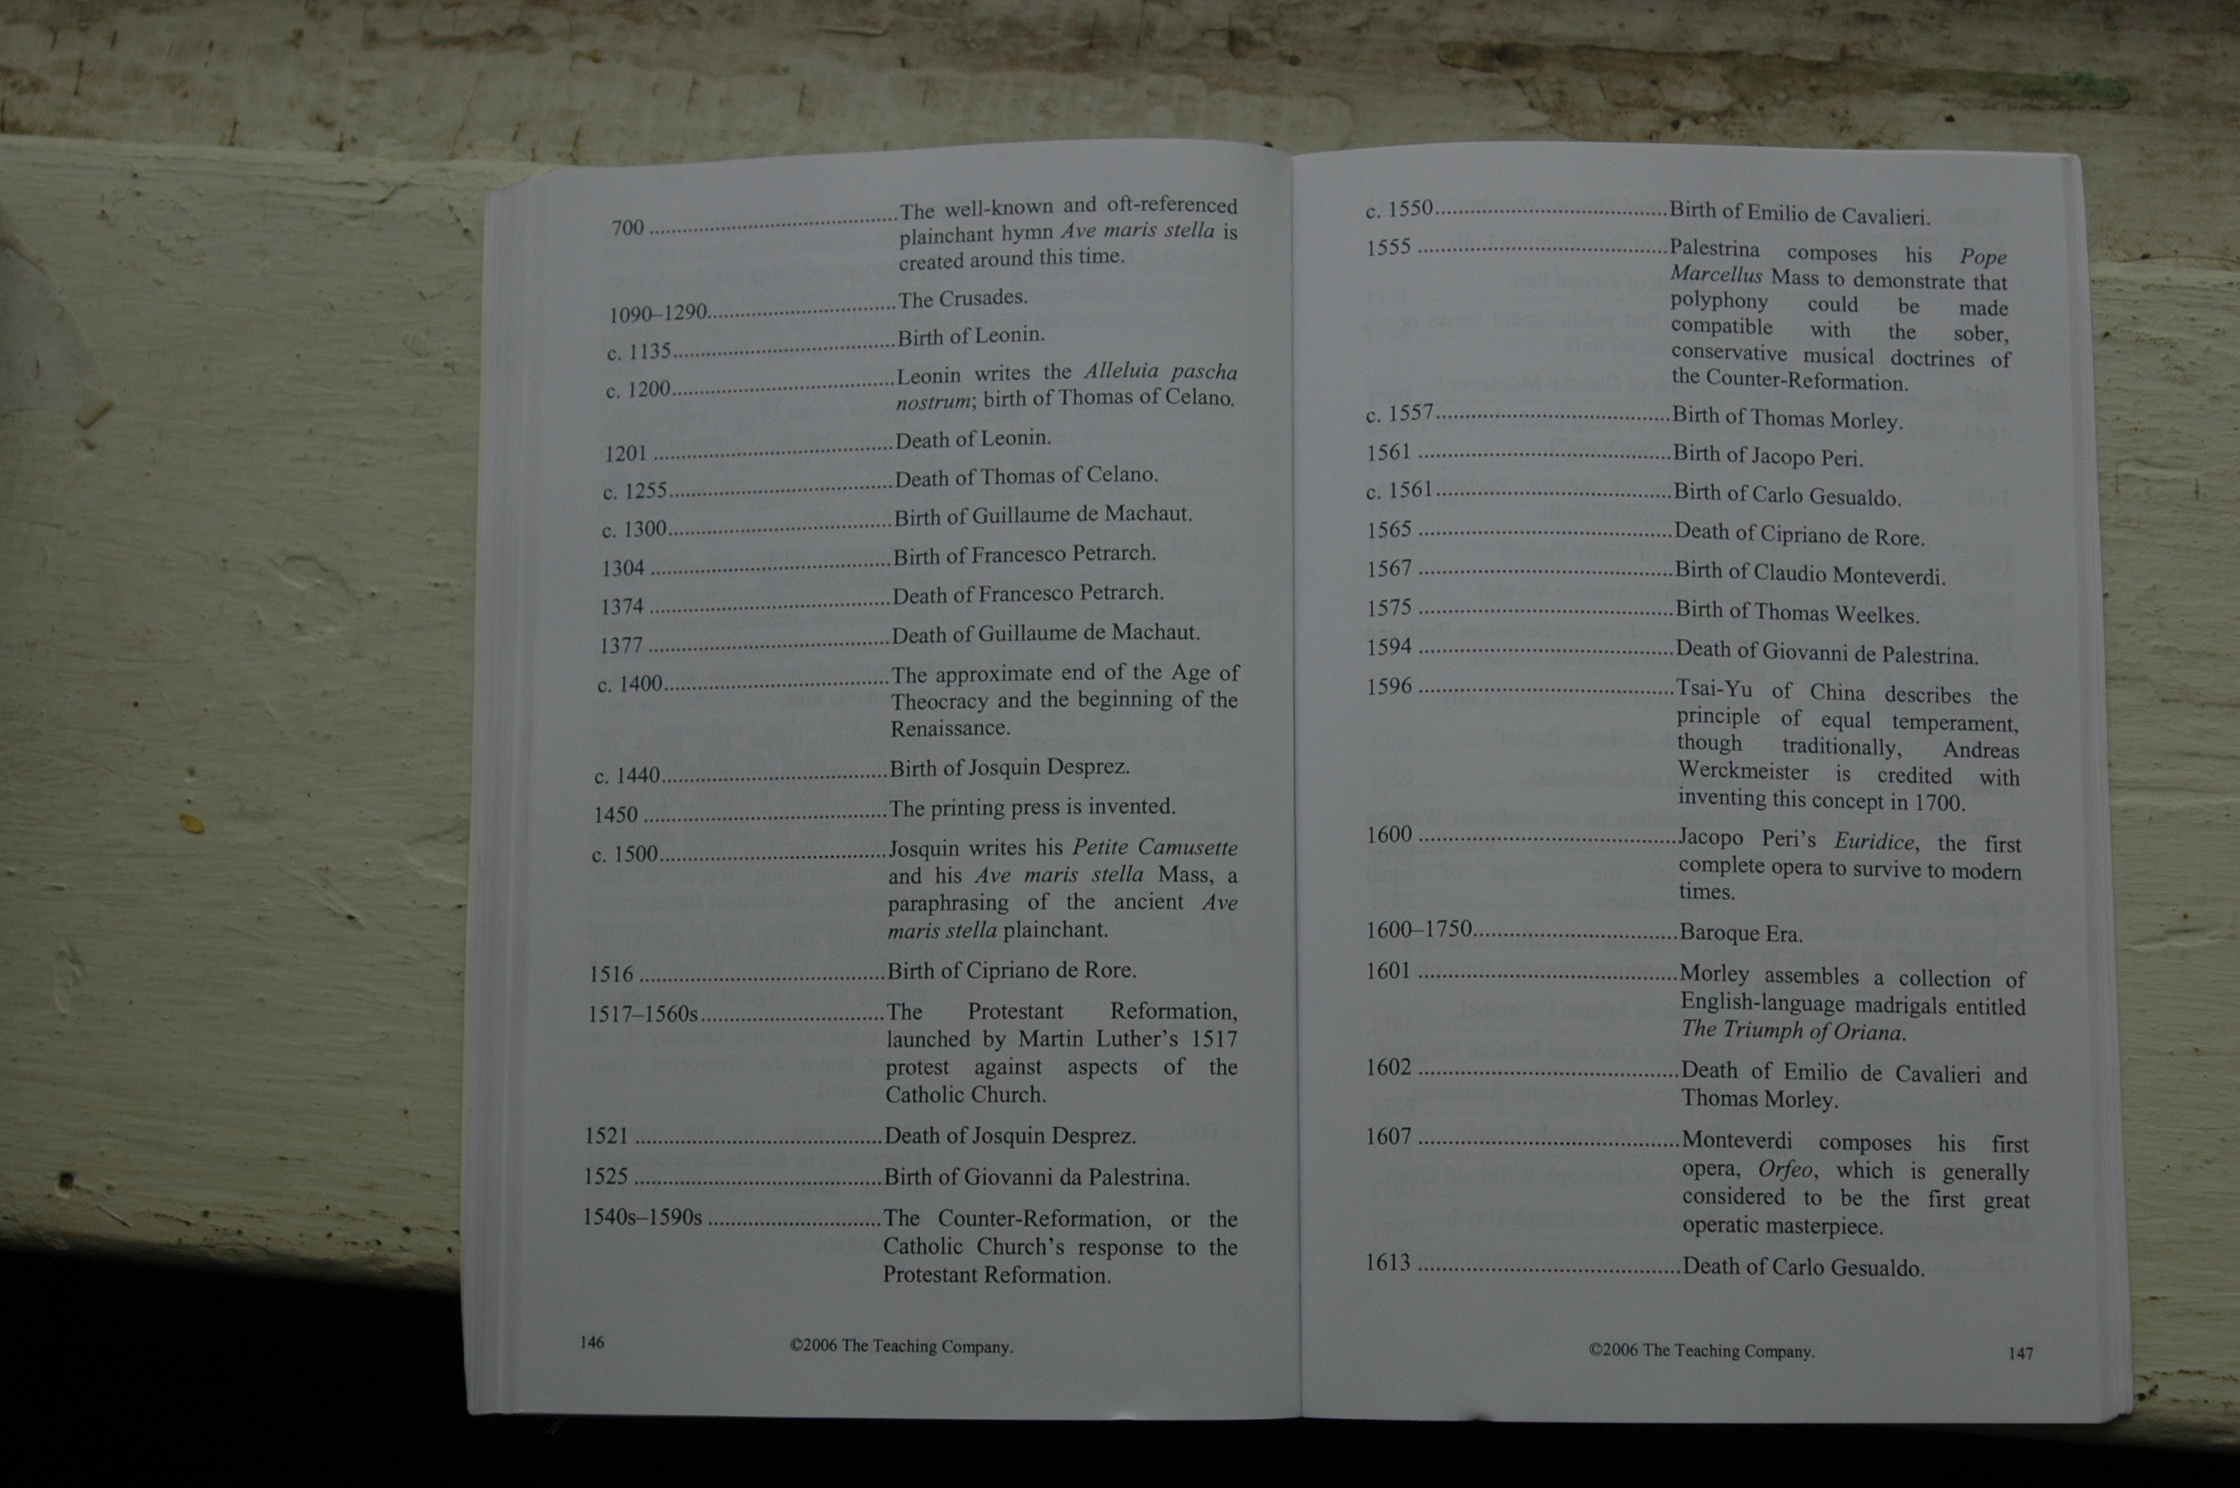 700 ..........................................The well-known and oft-referenced
plainchant hymn Ave maris stella is
created around this time.
1090–1290................................The Crusades.
c. 1135......................................Birth of Leonin.
c. 1200......................................Leonin writes the Alleluia pascha
nostrum; birth of Thomas of Celano.
1201 .........................................Death of Leonin.
c. 1255......................................Death of Thomas of Celano.
c. 1300......................................Birth of Guillaume de Machaut.
1304 .........................................Birth of Francesco Petrarch.
1374 .........................................Death of Francesco Petrarch.
1377 .........................................Death of Guillaume de Machaut.
c. 1400......................................The approximate end of the Age of
Theocracy and the beginning of the
Renaissance.
c. 1440......................................Birth of Josquin Desprez.
1450 .........................................The printing press is invented.
c. 1500......................................Josquin writes his Petite Camusette
and his Ave maris stella Mass, a
paraphrasing of the ancient Ave
maris stella plainchant.
1516 .........................................Birth of Cipriano de Rore.
1517–1560s...............................The Protestant Reformation,
launched by Martin Luther’s 1517
protest against aspects of the
Catholic Church.
1521 .........................................Death of Josquin Desprez.
1525 .........................................Birth of Giovanni da Palestrina.
1540s–1590s .............................The Counter-Reformation, or the
Catholic Church’s response to the
Protestant Reformation.
146
©2006 The Teaching Company.
c. 1550......................................Birth of Emilio de Cavalieri.
1555 .........................................Palestrina composes his Pope
Marcellus Mass to demonstrate that
polyphony could be made
compatible with the sober,
conservative musical doctrines of
the Counter-Reformation.
c. 1557......................................Birth of Thomas Morley.
1561 .........................................Birth of Jacopo Peri.
c. 1561......................................Birth of Carlo Gesualdo.
1565 .........................................Death of Cipriano de Rore.
1567 .........................................Birth of Claudio Monteverdi.
1575 .........................................Birth of Thomas Weelkes.
1594 .........................................Death of Giovanni de Palestrina.
1596 .........................................Tsai-Yu of China describes the
principle of equal temperament,
though traditionally, Andreas
Werckmeister is credited with
inventing this concept in 1700.
1600 .........................................Jacopo Peri’s Euridice, the first
complete opera to survive to modern
times.
1600–1750................................Baroque Era.
1601 .........................................Morley assembles a collection of
English-language madrigals entitled
The Triumph of Oriana.
1602 .........................................Death of Emilio de Cavalieri and
Thomas Morley.
1607 .........................................Monteverdi composes his first
opera, Orfeo, which is generally
considered to be the first great
operatic masterpiece.
1613 .........................................Death of Carlo Gesualdo.
©2006 The Teaching Company.
147